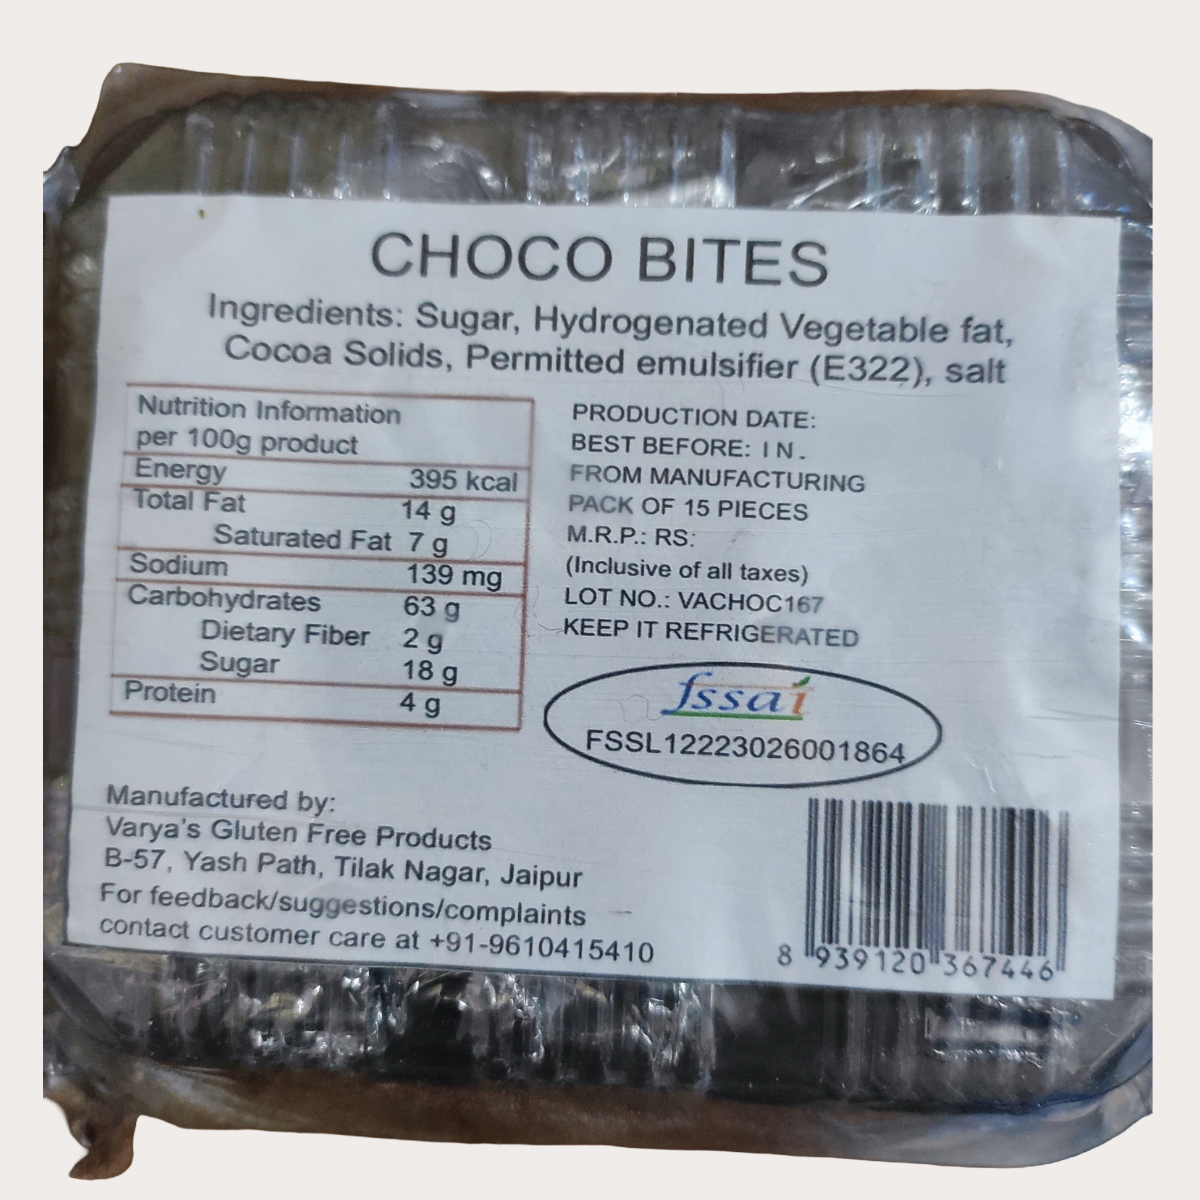 CHOCO BITES
Ingredients: Sugar, Hydrogenated Vegetable fat,
Cocoa Solids, Permitted emulsifier (E322), salt
Nutrition Information
per 100g product
Energy 395 kcal
Total Fat 14 g
Saturated Fat 7 g
Sodium 139 mg
Carbohydrates 63 g
Dietary Fiber 2 g
Sugar 18 g
Protein 4 g
PRODUCTION DATE:
BEST BEFORE: I N.
FROM MANUFACTURING
PACK OF 15 PIECES
M.R.P.: RS:
(Inclusive of all taxes)
LOT NO.: VACHOC167
KEEP IT REFRIGERATED
fssai
FSSL12223026001864
Manufactured by:
Varya's Gluten Free Products
B-57, Yash Path, Tilak Nagar, Jaipur
For feedback/suggestions/complaints
contact customer care at +91-9610415410
8 939120 367446